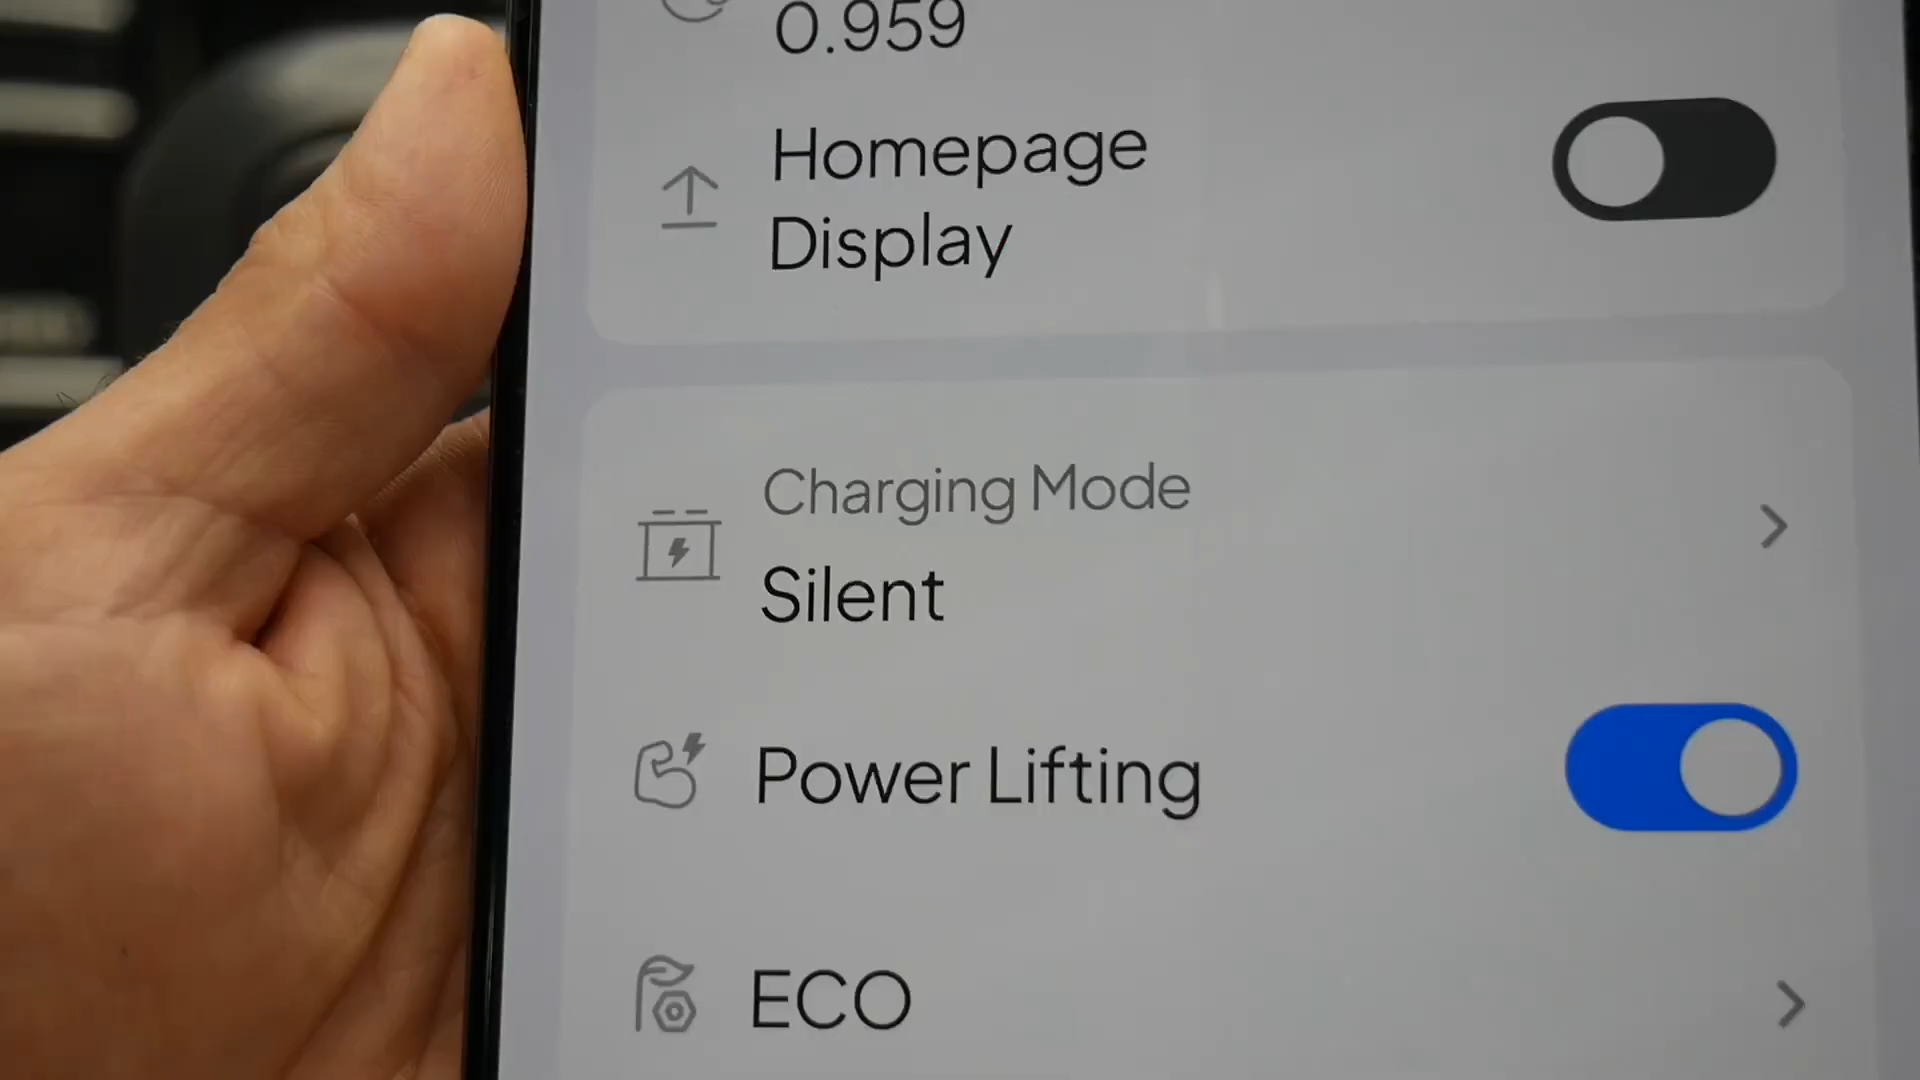 0.959
Homepage
Display
Charging Mode
Silent
Power Lifting
ECO